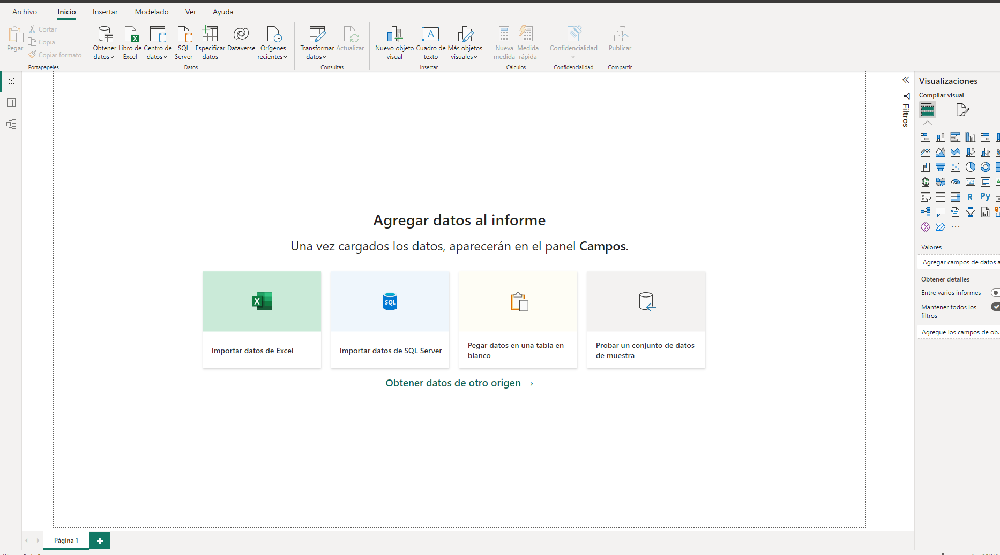 Archivo
Inicio
Insertar
Modelado
Ver
Ayuda
Pegar
Cortar
Copia
Copiar formato
Portapapeles
Obtener
datos
Libro de
Excel
Centro de
datos
SQL
Server
Especificar
datos
Dataverse
Orígenes
recientes
Datos
Transformar
datos
Actualizar
Consultas
Nuevo objeto
visual
A
Cuadro de
texto
Más objetos
visuales
Insertar
Nueva
medida
Medida
rápida
Cálculos
Confidencialidad
Confidencialidad
Publicar
Compartir
Filtros
Visualizaciones
Compilar visual
123
R
Py
Valores
Agregar campos de datos a
Obtener detalles
Entre varios informes
Mantener todos los
filtros
Agregue los campos de ob...
Agregar datos al informe
Una vez cargados los datos, aparecerán en el panel Campos.
X
Importar datos de Excel
SQL
Importar datos de SQL Server
Pegar datos en una tabla en
blanco
Probar un conjunto de datos
de muestra
Obtener datos de otro origen →
Página 1